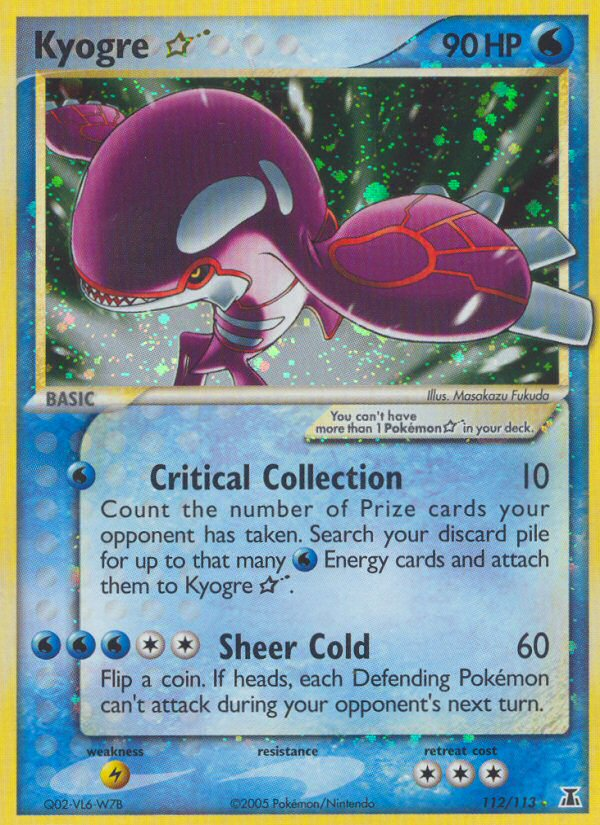 Kyogre ☆ 90 HP
BASIC
Illus. Masakazu Fukuda
You can't have
more than 1 Pokémon ☆ in your deck.
Critical Collection 10
Count the number of Prize cards your
opponent has taken. Search your discard pile
for up to that many Energy cards and attach
them to Kyogre ☆.
Sheer Cold 60
Flip a coin. If heads, each Defending Pokémon
can't attack during your opponent's next turn.
weakness resistance retreat cost
Q02-VL6-W7B ©2005 Pokémon/Nintendo 112/113